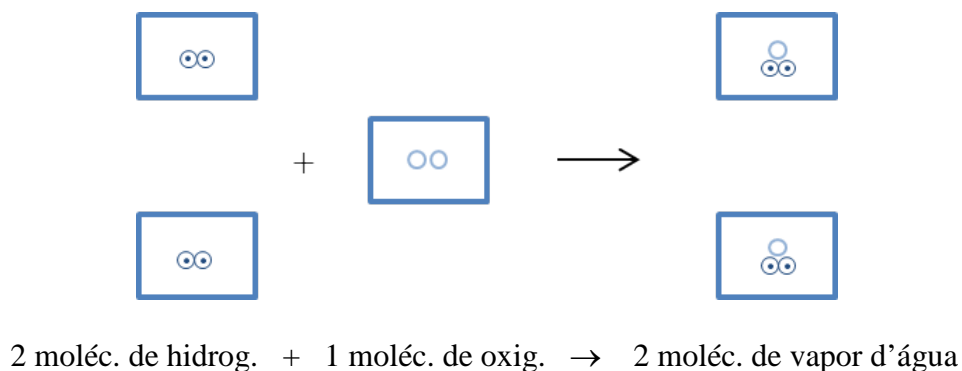 +
2 moléc. de hidrog. + 1 moléc. de oxig. → 2 moléc. de vapor d’água